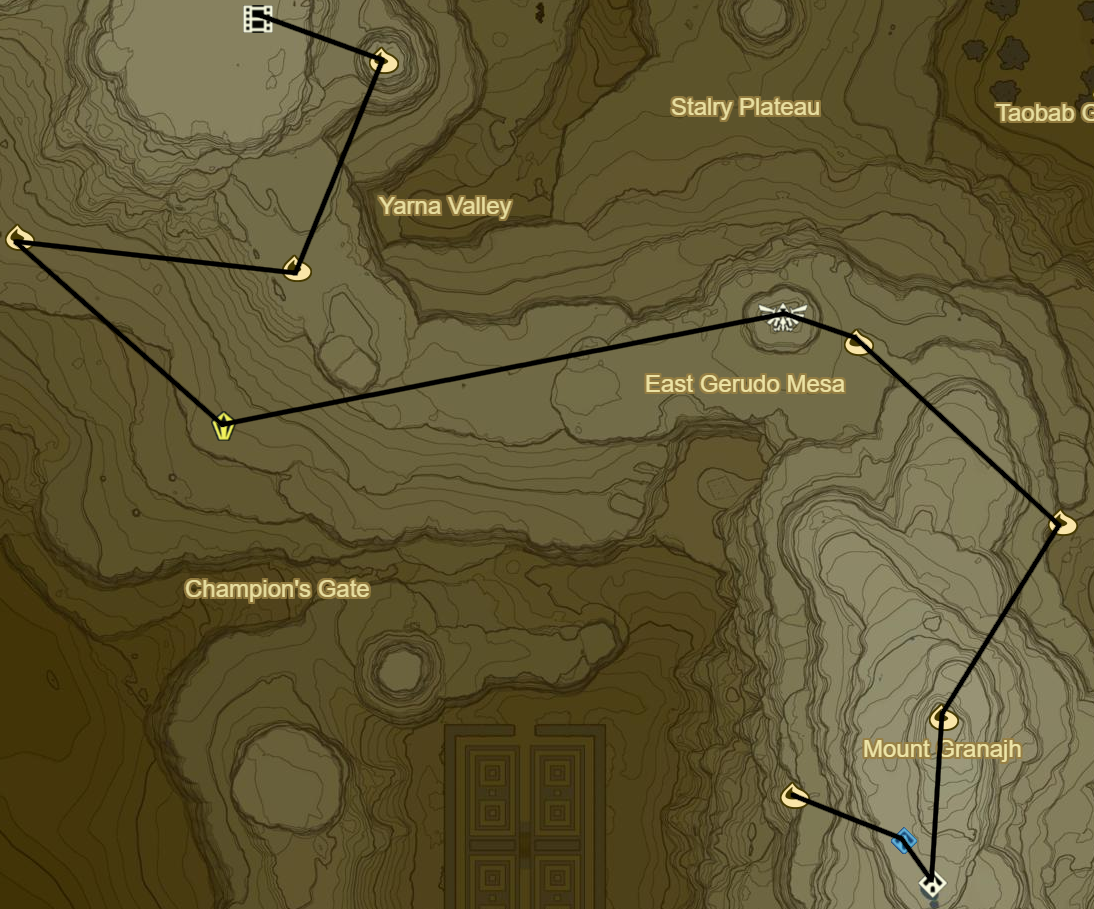 Stalry Plateau
Taobab G
Yarna Valley
East Gerudo Mesa
Champion's Gate
Mount Granajh